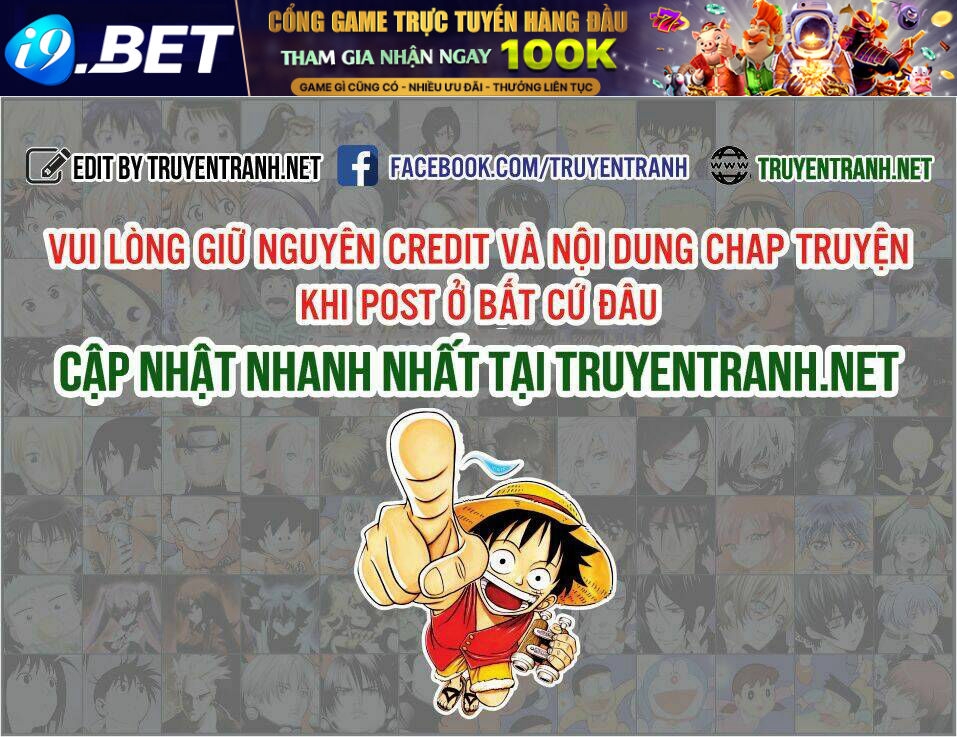 i9.BET
CỔNG GAME TRỰC TUYẾN HÀNG ĐẦU
THAM GIA NHẬN NGAY 100K
GAME GÌ CŨNG CÓ - NHIỀU ƯU ĐÃI - THƯỞNG LIÊN TỤC
EDIT BY TRUYENTRANH.NET
FACEBOOK.COM/TRUYENTRANH
WWW
TRUYENTRANH.NET
VUI LÒNG GIỮ NGUYÊN CREDIT VÀ NỘI DUNG CHAP TRUYỆN
KHI POST Ở BẤT CỨ ĐÂU
CẬP NHẬT NHANH NHẤT TẠI TRUYENTRANH.NET